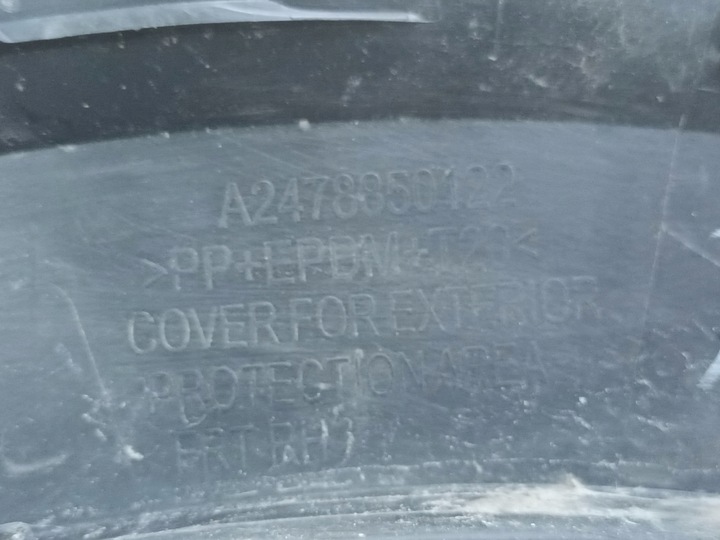 A2478850122
>PP+EPDM+T20<
COVER FOR EXTERIOR
PROTECTION AREA
FRT RH